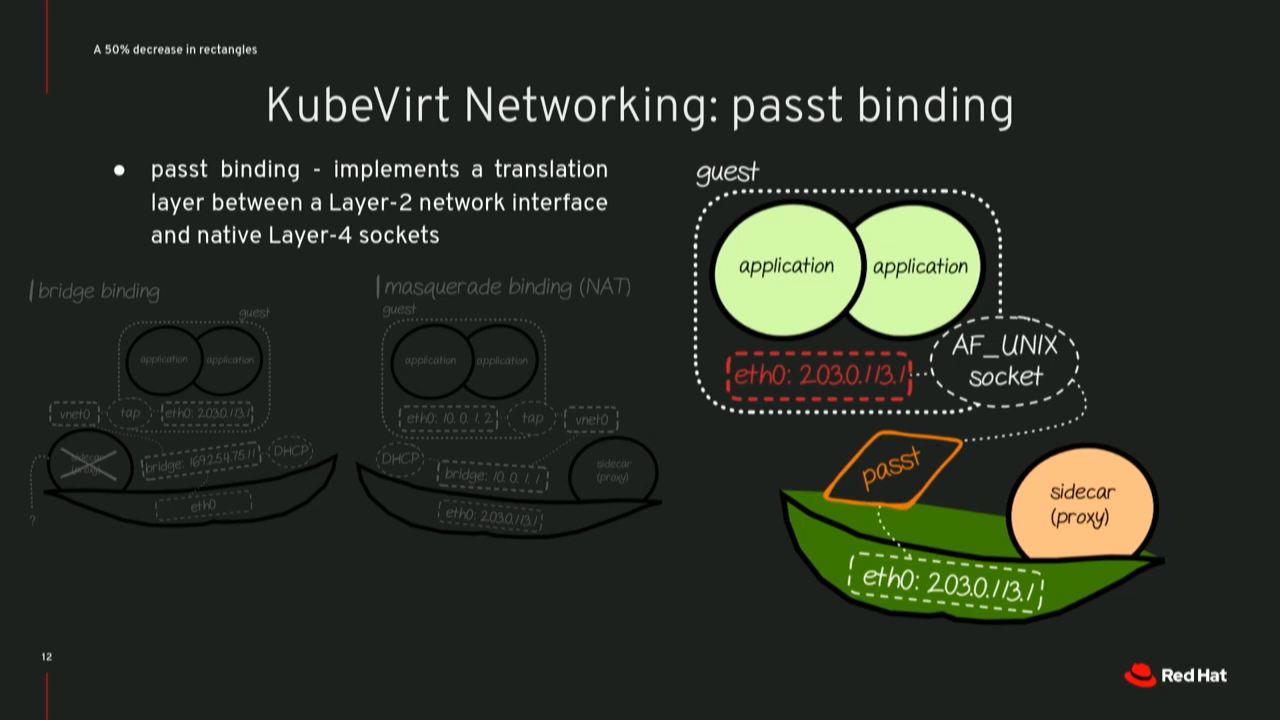 A 50% decrease in rectangles
KubeVirt Networking: passt binding
● passt binding - implements a translation
layer between a Layer-2 network interface
and native Layer-4 sockets
bridge binding
guest
application
application
vnet0
tap
eth0: 203.0.113.1
bridge: 169.254.75.11
DHCP
eth0
?
masquerade binding (NAT)
guest
application
application
eth0: 10.0.1.2
tap
vnet0
DHCP
bridge: 10.0.1.1
sidecar
(proxy)
eth0: 203.0.113.1
guest
application
application
eth0: 203.0.113.1
AF_UNIX
socket
passt
sidecar
(proxy)
eth0: 203.0.113.1
12
Red Hat